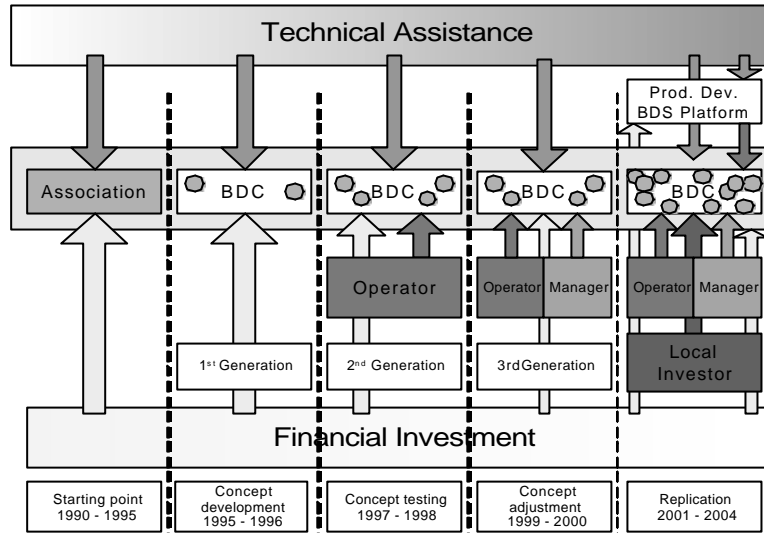 Technical Assistance
Prod. Dev.
BDS Platform
Association
BDC
BDC
BDC
BDC
Operator
Operator
Manager
Operator
Manager
1st Generation
2nd Generation
3rdGeneration
Local
Investor
Financial Investment
Starting point
1990 - 1995
Concept
development
1995 - 1996
Concept testing
1997 - 1998
Concept
adjustment
1999 - 2000
Replication
2001 - 2004